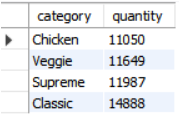 category quantity
Chicken 11050
Veggie 11649
Supreme 11987
Classic 14888